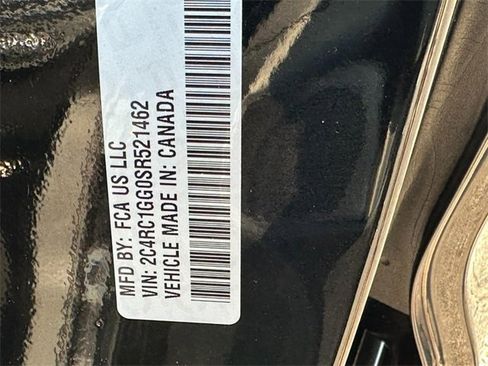 MFD BY: FCA US LLC
VIN: 2C4RC1GG0SR521462
VEHICLE MADE IN: CANADA